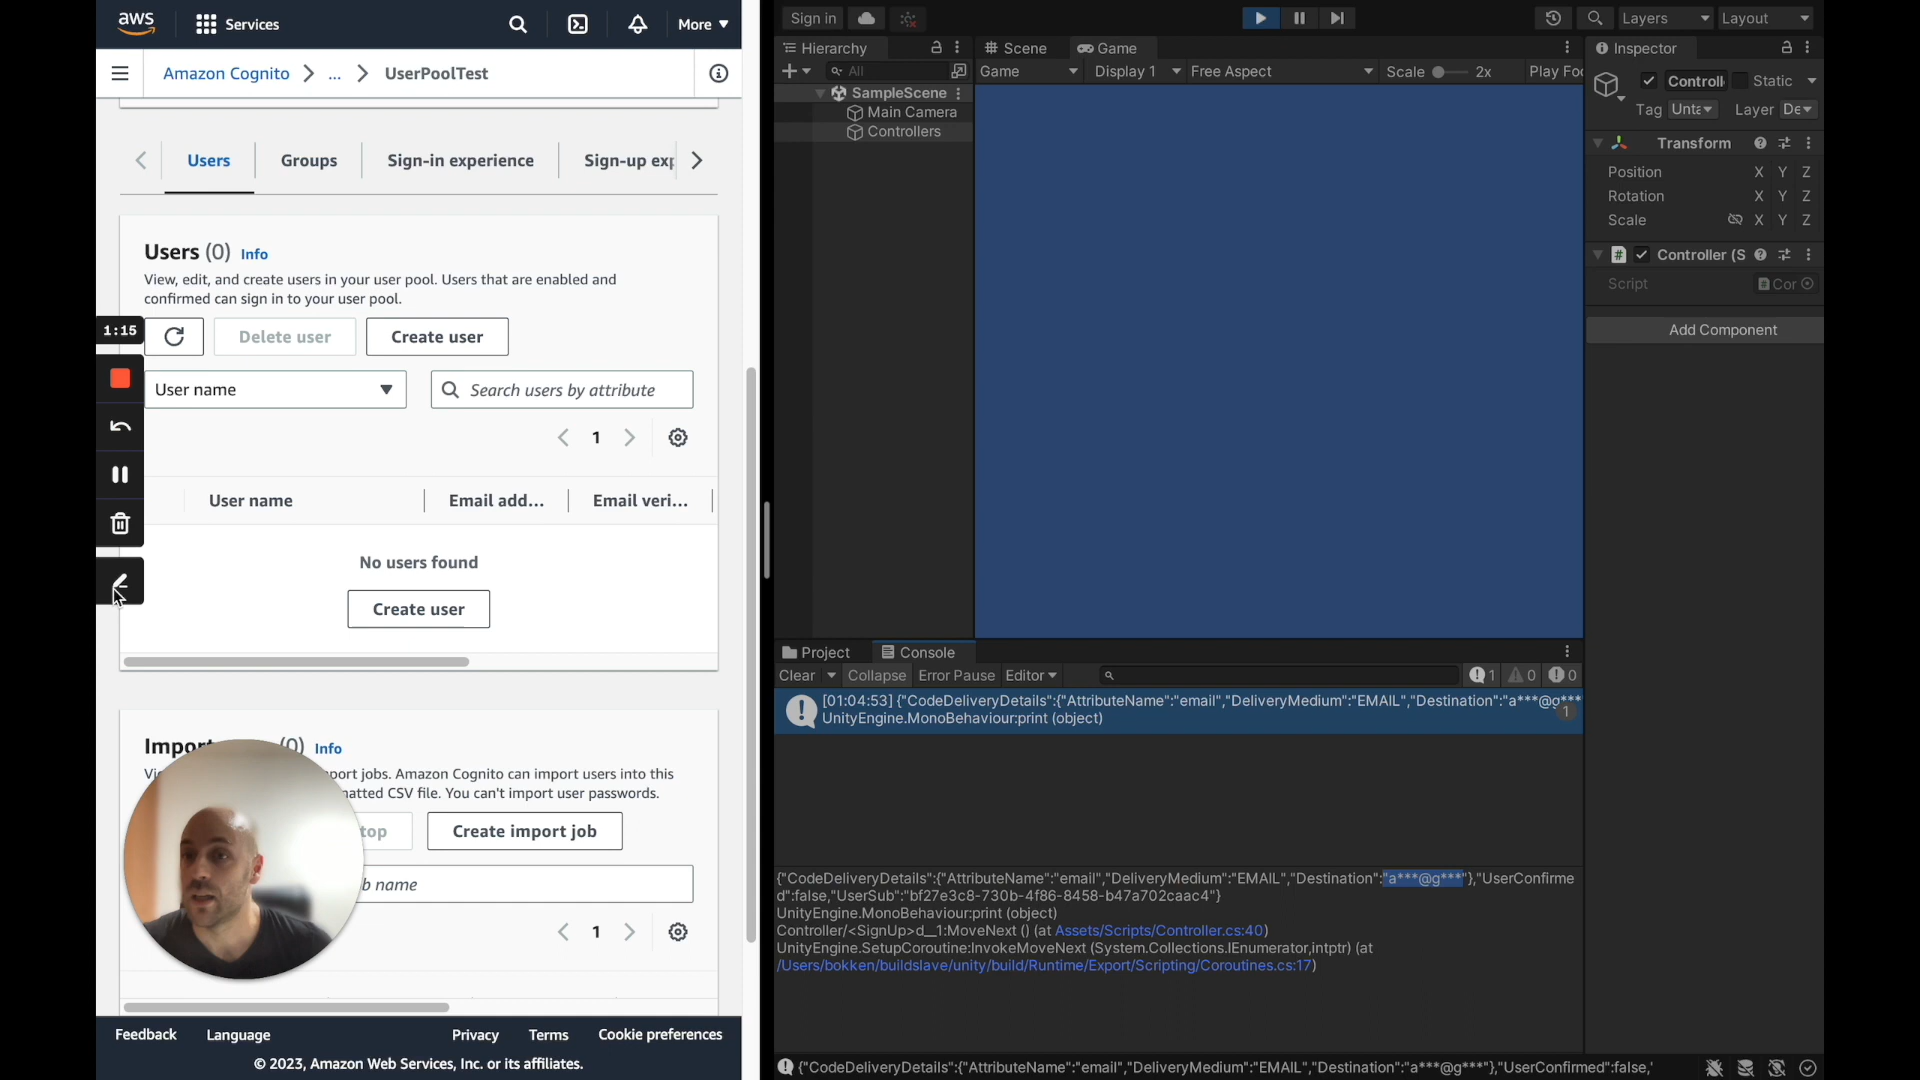 aws
Services
More
Amazon Cognito
...
UserPoolTest
Users
Groups
Sign-in experience
Sign-up exp
Users (0) Info
View, edit, and create users in your user pool. Users that are enabled and
confirmed can sign in to your user pool.
1:15
Delete user
Create user
User name
Search users by attribute
1
User name
Email add...
Email veri...
No users found
Create user
Import (0) Info
port jobs. Amazon Cognito can import users into this
matted CSV file. You can't import user passwords.
top
Create import job
b name
1
Feedback
Language
Privacy
Terms
Cookie preferences
© 2023, Amazon Web Services, Inc. or its affiliates.
Sign in
Layers
Layout
Hierarchy
All
SampleScene
Main Camera
Controllers
Scene
Game
Game
Display 1
Free Aspect
Scale
2x
Play Foc
Inspector
Controll
Static
Tag Unta
Layer De
Transform
Position X Y Z
Rotation X Y Z
Scale X Y Z
Controller (S
Script
Cor
Add Component
Project
Console
Clear
Collapse
Error Pause
Editor
1
0
0
[01:04:53] {"CodeDeliveryDetails":{"AttributeName":"email","DeliveryMedium":"EMAIL","Destination":"a***@g***
UnityEngine.MonoBehaviour:print (object)
1
{"CodeDeliveryDetails":{"AttributeName":"email","DeliveryMedium":"EMAIL","Destination":"a***@g***"},"UserConfirme
d":false,"UserSub":"bf27e3c8-730b-4f86-8458-b47a702caac4"}
UnityEngine.MonoBehaviour:print (object)
Controller/<SignUp>d__1:MoveNext () (at Assets/Scripts/Controller.cs:40)
UnityEngine.SetupCoroutine:InvokeMoveNext (System.Collections.IEnumerator,intptr) (at
/Users/bokken/buildslave/unity/build/Runtime/Export/Scripting/Coroutines.cs:17)
{"CodeDeliveryDetails":{"AttributeName":"email","DeliveryMedium":"EMAIL","Destination":"a***@g***"},"UserConfirmed":false,'